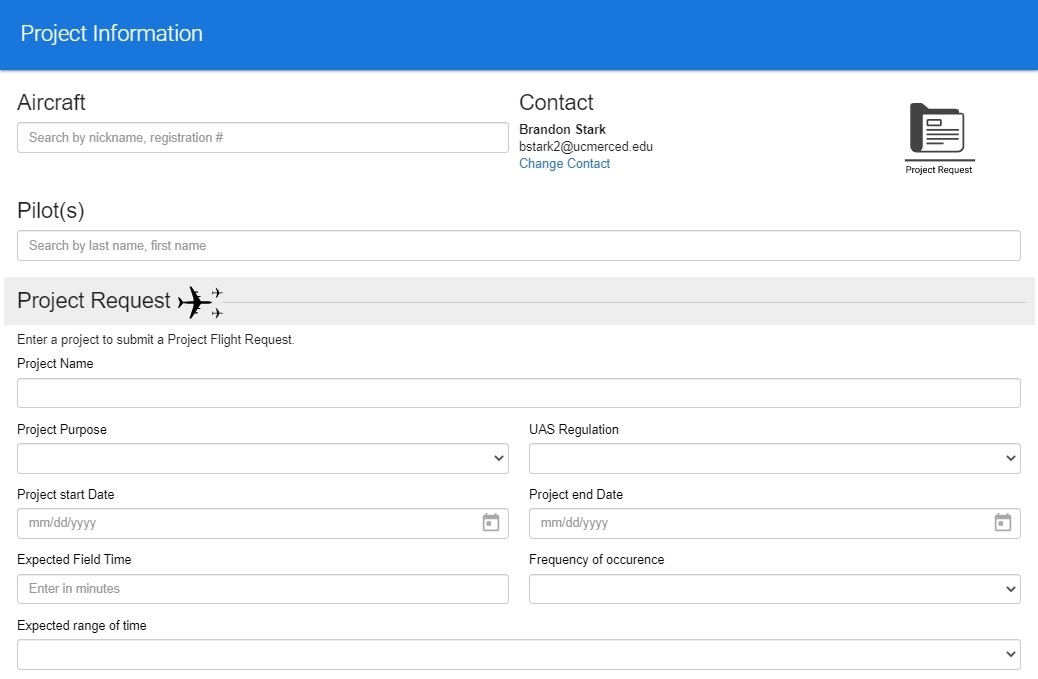 Project Information
Aircraft
Search by nickname, registration #
Contact
Brandon Stark
bstark2@ucmerced.edu
Change Contact
Project Request
Pilot(s)
Search by last name, first name
Project Request
Enter a project to submit a Project Flight Request.
Project Name
Project Purpose
UAS Regulation
Project start Date
Project end Date
mm/dd/yyyy
mm/dd/yyyy
Expected Field Time
Frequency of occurence
Enter in minutes
Expected range of time